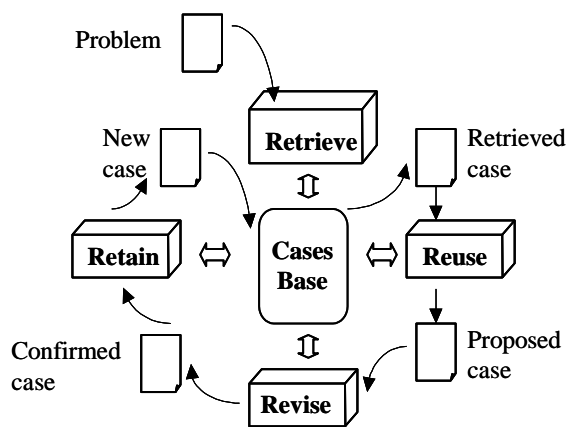 Problem
Retrieve
New
case
Retrieved
case
Retain
Cases
Base
Reuse
Confirmed
case
Revise
Proposed
case